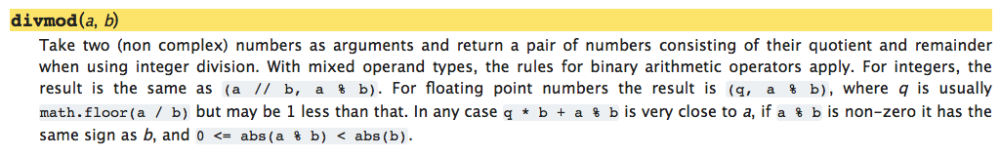 divmod(a, b)
Take two (non complex) numbers as arguments and return a pair of numbers consisting of their quotient and remainder
when using integer division. With mixed operand types, the rules for binary arithmetic operators apply. For integers, the
result is the same as (a // b, a % b). For floating point numbers the result is (q, a % b), where q is usually
math.floor(a / b) but may be 1 less than that. In any case q * b + a % b is very close to a, if a % b is non-zero it has the
same sign as b, and 0 <= abs(a % b) < abs(b).